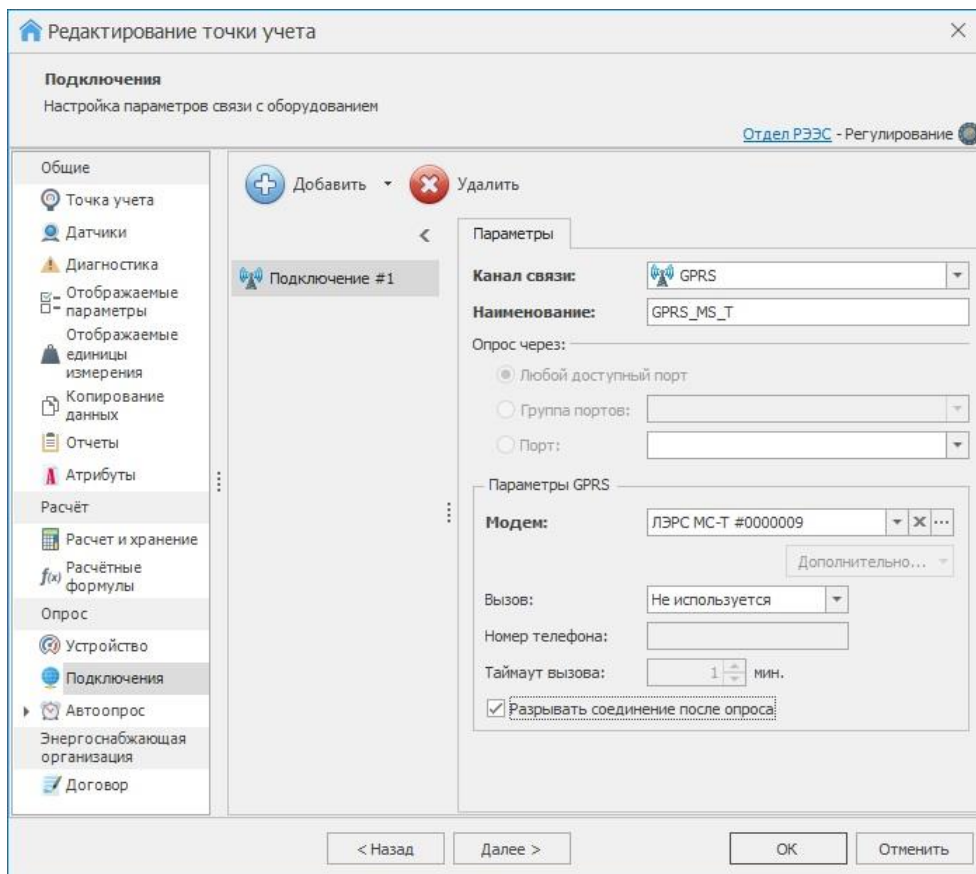 Редактирование точки учета
Подключения
Настройка параметров связи с оборудованием
Отдел РЭЭС - Регулирование
Общие
Точка учета
Датчики
Диагностика
Отображаемые
параметры
Отображаемые
единицы
измерения
Копирование
данных
Отчеты
Атрибуты
Расчёт
Расчет и хранение
f(x) Расчётные
формулы
Опрос
Устройство
Подключения
Автоопрос
Энергоснабжающая
организация
Договор
Добавить
Удалить
Подключение #1
Параметры
Канал связи: GPRS
Наименование: GPRS_MS_T
Опрос через:
Любой доступный порт
Группа портов:
Порт:
Параметры GPRS
Модем: ЛЭРС МС-Т #0000009
Дополнительно...
Вызов: Не используется
Номер телефона:
Таймаут вызова: 1 мин.
Разрывать соединение после опроса
< Назад
Далее >
ОК
Отменить